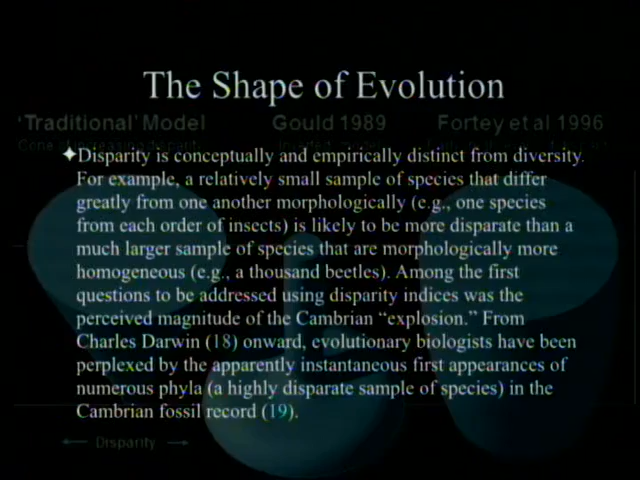 The Shape of Evolution
'Traditional' Model Gould 1989 Fortey et al 1996
Disparity is conceptually and empirically distinct from diversity.
For example, a relatively small sample of species that differ
greatly from one another morphologically (e.g., one species
from each order of insects) is likely to be more disparate than a
much larger sample of species that are morphologically more
homogeneous (e.g., a thousand beetles). Among the first
questions to be addressed using disparity indices was the
perceived magnitude of the Cambrian “explosion.” From
Charles Darwin (18) onward, evolutionary biologists have been
perplexed by the apparently instantaneous first appearances of
numerous phyla (a highly disparate sample of species) in the
Cambrian fossil record (19).
Disparity